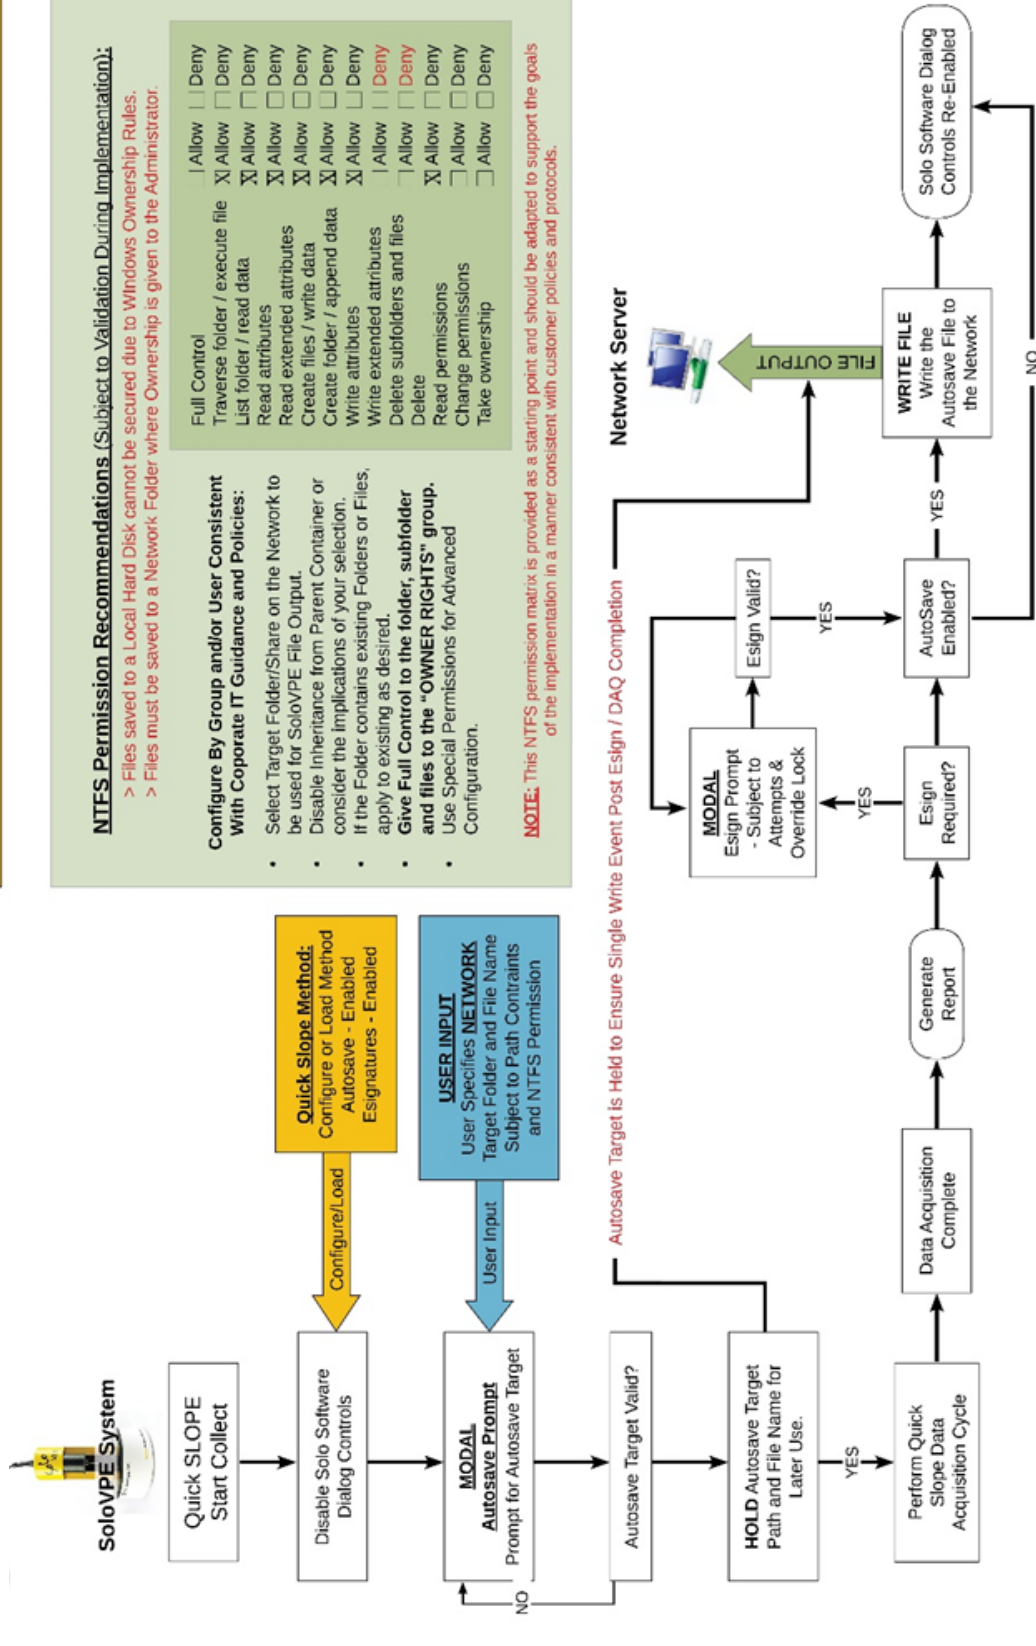 SoloVPE System
Quick SLOPE
Start Collect
Disable Solo Software
Dialog Controls
MODAL
Autosave Prompt
Prompt for Autosave Target
NO
Autosave Target Valid?
HOLD Autosave Target
Path and File Name for
Later Use.
YES
Perform Quick
Slope Data
Acquisition Cycle
Configure/Load
Quick Slope Method:
Configure or Load Method
Autosave - Enabled
Esignatures - Enabled
User Input
USER INPUT
User Specifies NETWORK
Target Folder and File Name
Subject to Path Contraints
and NTFS Permission
NTFS Permission Recommendations (Subject to Validation During Implementation):
> Files saved to a Local Hard Disk cannot be secured due to WIndows Ownership Rules.
> Files must be saved to a Network Folder where Ownership is given to the Administrator.
Configure By Group and/or User Consistent
With Coporate IT Guidance and Policies:
• Select Target Folder/Share on the Network to
be used for SoloVPE File Output.
• Disable Inheritance from Parent Container or
consider the implications of your selection.
• If the Folder contains existing Folders or Files,
apply to existing as desired.
• Give Full Control to the folder, subfolder
and files to the “OWNER RIGHTS” group.
• Use Special Permissions for Advanced
Configuration.
Full Control
Traverse folder / execute file
List folder / read data
Read attributes
Read extended attributes
Create files / write data
Create folder / append data
Write attributes
Write extended attributes
Delete subfolders and files
Delete
Read permissions
Change permissions
Take ownership
☐ Allow ☐ Deny
☒ Allow ☐ Deny
☒ Allow ☐ Deny
☒ Allow ☐ Deny
☒ Allow ☐ Deny
☒ Allow ☐ Deny
☒ Allow ☐ Deny
☐ Allow ☐ Deny
☐ Allow ☐ Deny
☒ Allow ☐ Deny
☐ Allow ☐ Deny
☐ Allow ☐ Deny
NOTE: This NTFS permission matrix is provided as a starting point and should be adapted to support the goals
of the implementation in a manner consistent with customer policies and protocols.
Autosave Target is Held to Ensure Single Write Event Post Esign / DAQ Completion
Network Server
FILE OUTPUT
Data Acquisition
Complete
Generate
Report
Esign
Required?
YES
MODAL
Esign Prompt
- Subject to
Attempts &
Override Lock
Esign Valid?
YES
AutoSave
Enabled?
YES
NO
WRITE FILE
Write the
Autosave File to
the Network
Solo Software Dialog
Controls Re-Enabled